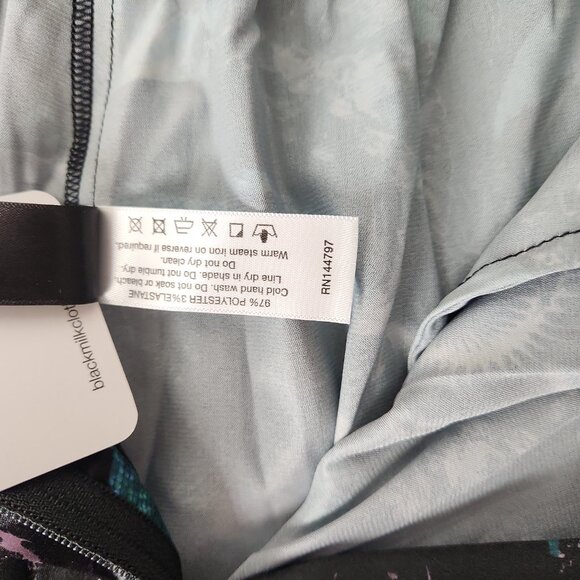 97% POLYESTER 3% ELASTANE
Cold hand wash. Do not soak or bleach.
Line dry in shade. Do not tumble dry.
Do not dry clean.
Warm steam iron on reverse if required.
RN144797
blackmilkcloth